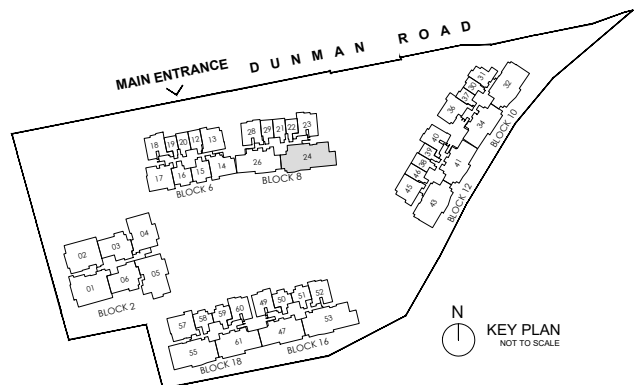 DUNMAN ROAD
MAIN ENTRANCE
18 19 20 12 13
28 29 21 22 23
17 16 15 14 26 24
BLOCK 6
BLOCK 8
31
30
37
32
36
34
BLOCK 10
40
39
38
46
45
41
43
BLOCK 12
02 03 04
01 06 05
BLOCK 2
57 58 59 60 49 50 51 52
55 61 47 53
BLOCK 18
BLOCK 16
N
KEY PLAN
NOT TO SCALE